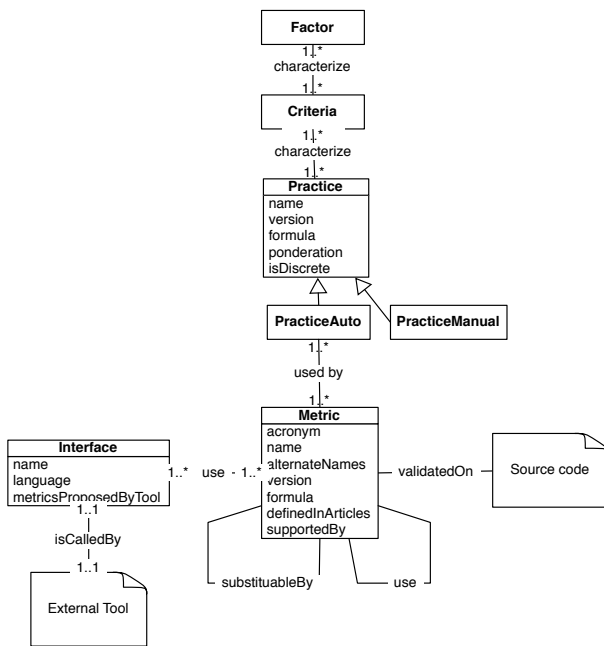 Factor
1..*
characterize
1..*
Criteria
1..*
characterize
1..*
Practice
name
version
formula
ponderation
isDiscrete
PracticeAuto
PracticeManual
1..*
used by
1..*
Metric
acronym
name
alternateNames
version
formula
definedInArticles
supportedBy
Interface
name
language
metricsProposedByTool
1..* use - 1..*
validatedOn
Source code
1..1
isCalledBy
1..1
External Tool
substituableBy
use